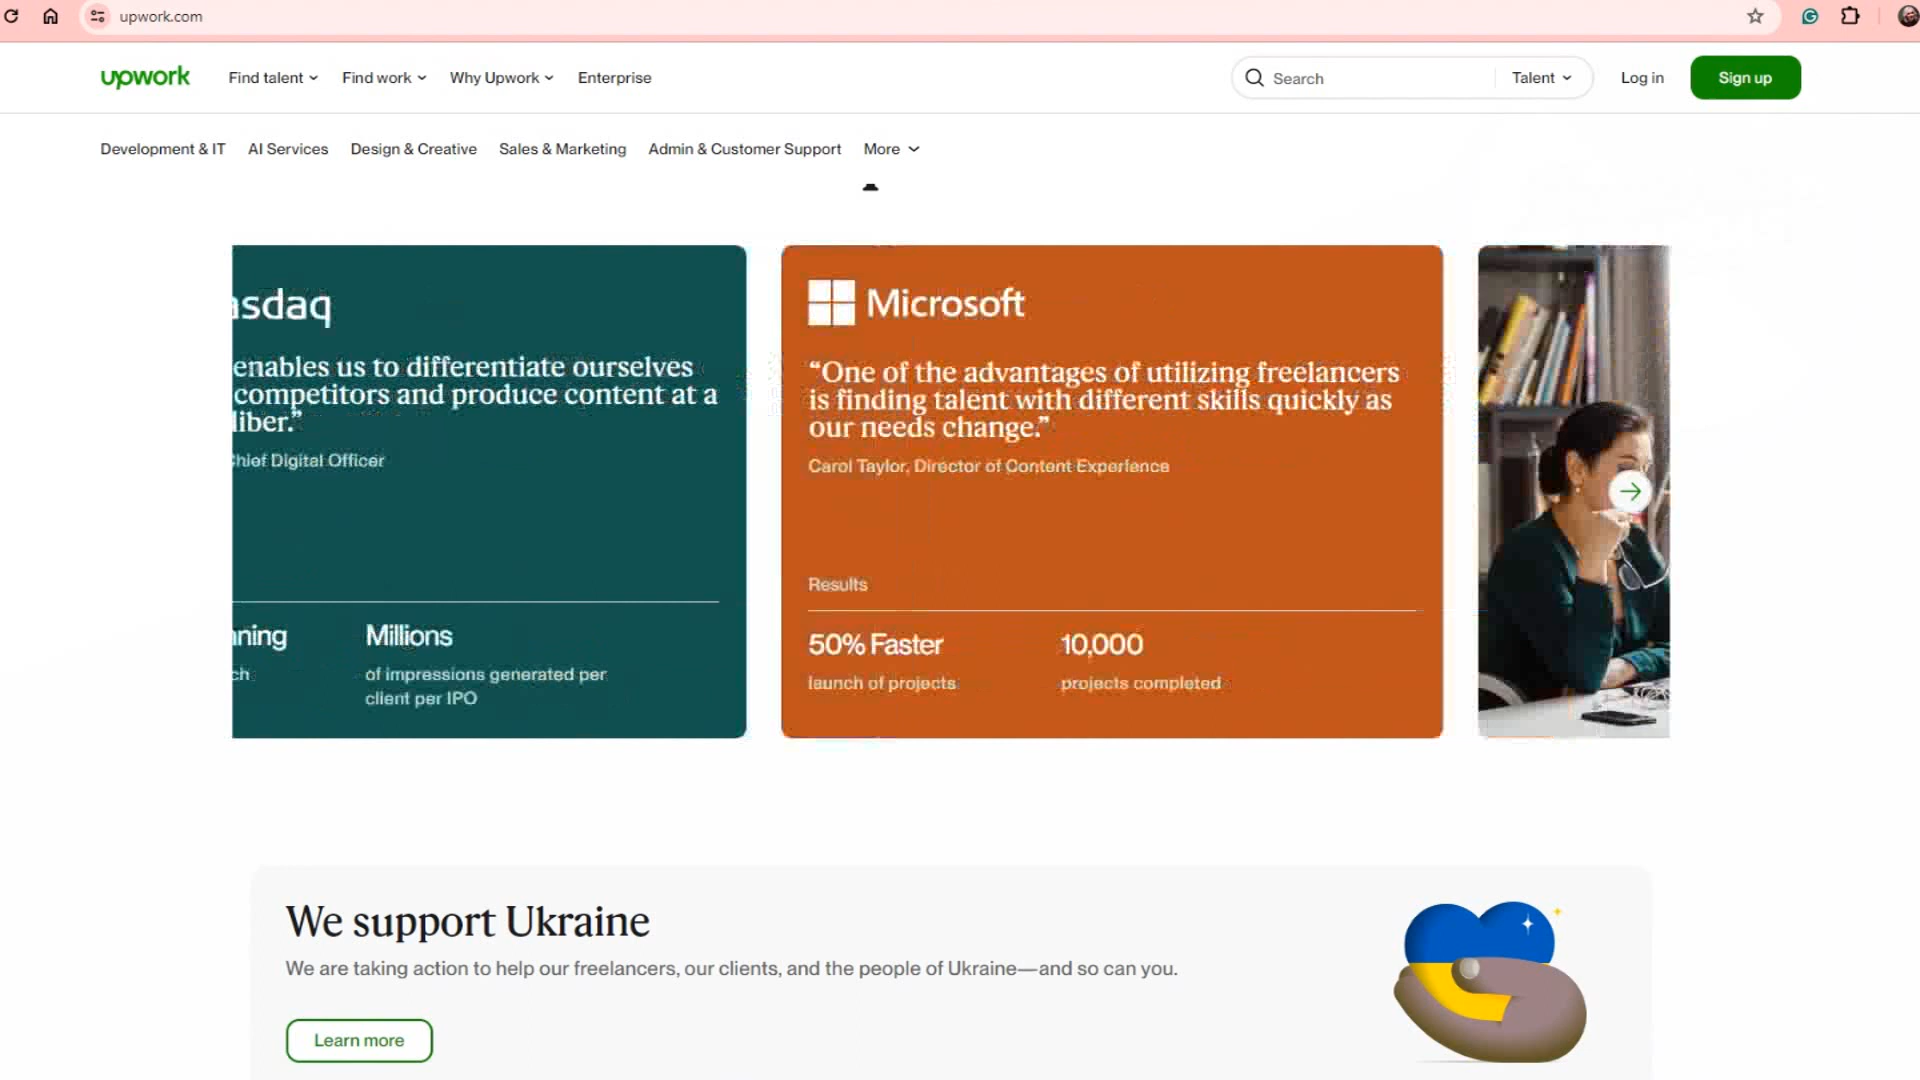 upwork.com
upwork Find talent Find work Why Upwork Enterprise Search Talent Log in Sign up
Development & IT AI Services Design & Creative Sales & Marketing Admin & Customer Support More
asdaq
enables us to differentiate ourselves
competitors and produce content at a
liber.”
Chief Digital Officer
nning
ch
Millions
of impressions generated per
client per IPO
Microsoft
“One of the advantages of utilizing freelancers
is finding talent with different skills quickly as
our needs change.”
Carol Taylor, Director of Content Experience
Results
50% Faster
launch of projects
10,000
projects completed
We support Ukraine
We are taking action to help our freelancers, our clients, and the people of Ukraine—and so can you.
Learn more